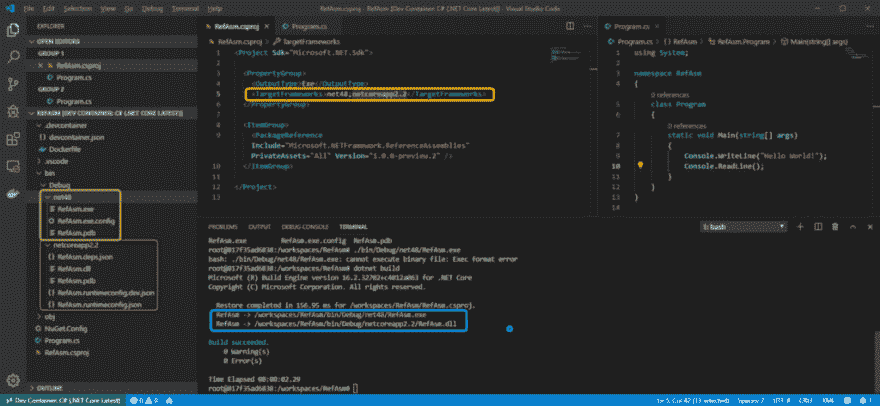 File Edit Selection View Go Debug Terminal Help
RefAsm.csproj - RefAsm [Dev Container: C# (.NET Core Latest)] - Visual Studio Code
EXPLORER
OPEN EDITORS
GROUP 1
RefAsm.csproj
Program.cs
GROUP 2
Program.cs
REFASM [DEV CONTAINER: C# (.NET CORE LATEST)]
.devcontainer
devcontainer.json
Dockerfile
.vscode
bin
Debug
net48
RefAsm.exe
RefAsm.exe.config
RefAsm.pdb
netcoreapp2.2
RefAsm.deps.json
RefAsm.dll
RefAsm.pdb
RefAsm.runtimeconfig.dev.json
RefAsm.runtimeconfig.json
obj
NuGet.Config
Program.cs
RefAsm.csproj
OUTLINE
RefAsm.csproj
Program.cs
RefAsm.csproj > TargetFrameworks
1 <Project Sdk="Microsoft.NET.Sdk">
2
3 <PropertyGroup>
4 <OutputType>Exe</OutputType>
5 <TargetFrameworks>net48;netcoreapp2.2</TargetFrameworks>
6 </PropertyGroup>
7
8 <ItemGroup>
9 <PackageReference
Include="Microsoft.NETFramework.ReferenceAssemblies"
PrivateAssets="All" Version="1.0.0-preview.2" />
10 </ItemGroup>
11
12 </Project>
Program.cs
Program.cs > {} RefAsm > RefAsm.Program > Main(string[] args)
1 using System;
2
3 namespace RefAsm
4 {
0 references
5 class Program
6 {
0 references
7 static void Main(string[] args)
8 {
9 Console.WriteLine("Hello World!");
10 Console.ReadLine();
11 }
12 }
13 }
14
PROBLEMS OUTPUT DEBUG CONSOLE TERMINAL
1: bash
RefAsm.exe RefAsm.exe.config RefAsm.pdb
root@817f35ad6038:/workspaces/RefAsm# ./bin/Debug/net48/RefAsm.exe
bash: ./bin/Debug/net48/RefAsm.exe: cannot execute binary file: Exec format error
root@817f35ad6038:/workspaces/RefAsm# dotnet build
Microsoft (R) Build Engine version 16.2.32702+c4012a063 for .NET Core
Copyright (C) Microsoft Corporation. All rights reserved.
Restore completed in 156.95 ms for /workspaces/RefAsm/RefAsm.csproj.
RefAsm -> /workspaces/RefAsm/bin/Debug/net48/RefAsm.exe
RefAsm -> /workspaces/RefAsm/bin/Debug/netcoreapp2.2/RefAsm.dll
Build succeeded.
0 Warning(s)
0 Error(s)
Time Elapsed 00:00:02.29
root@817f35ad6038:/workspaces/RefAsm#
Dev Container: C# (.NET Core Latest)